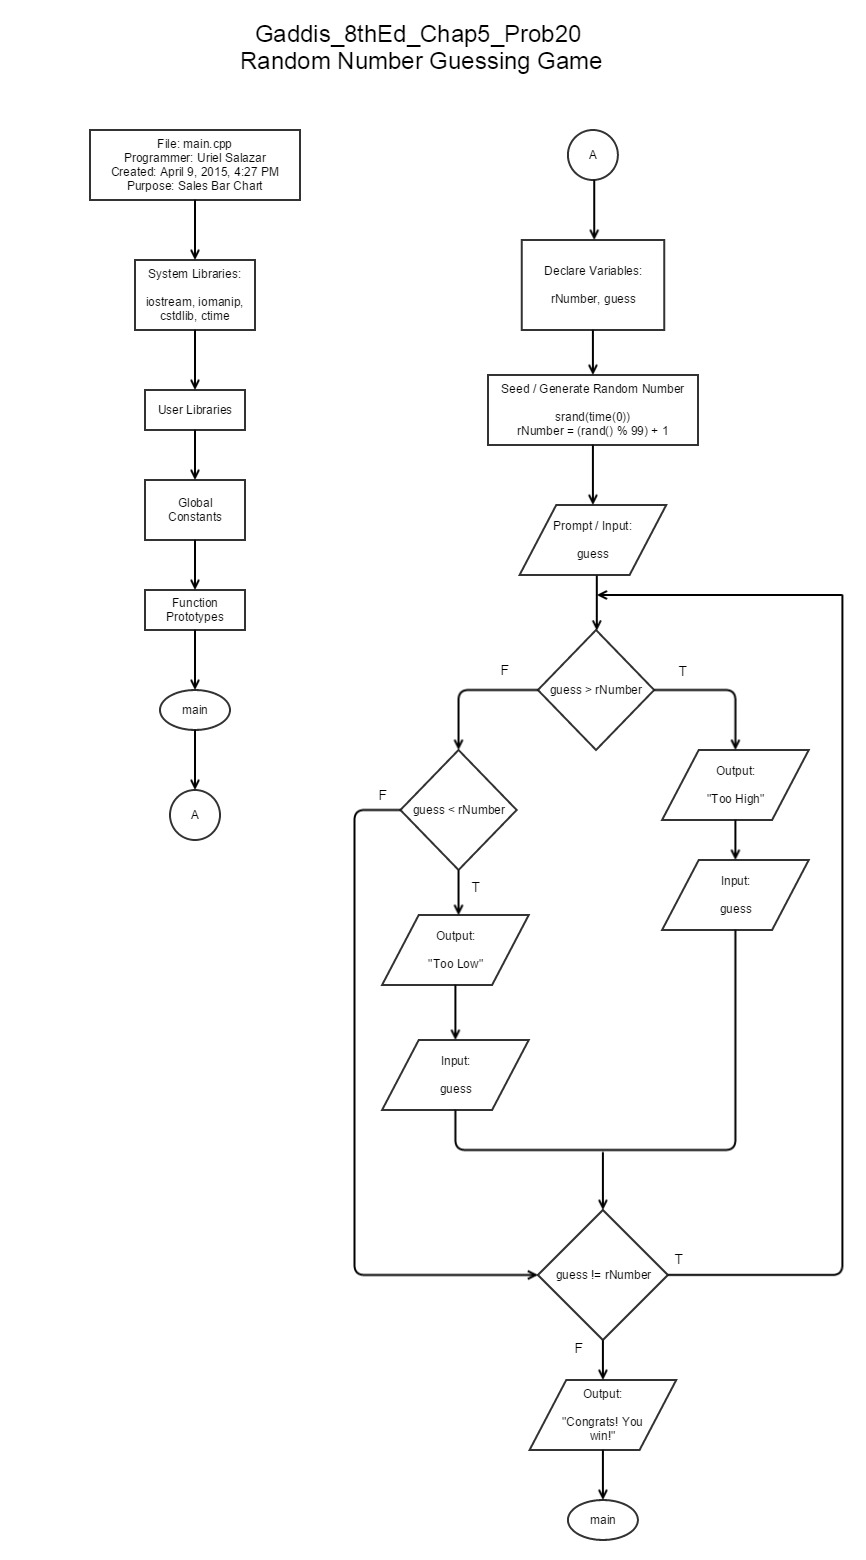 Gaddis_8thEd_Chap5_Prob20
Random Number Guessing Game
File: main.cpp
Programmer: Uriel Salazar
Created: April 9, 2015, 4:27 PM
Purpose: Sales Bar Chart
System Libraries:
iostream, iomanip,
cstdlib, ctime
User Libraries
Global
Constants
Function
Prototypes
main
A
A
Declare Variables:
rNumber, guess
Seed / Generate Random Number
srand(time(0))
rNumber = (rand() % 99) + 1
Prompt / Input:
guess
guess > rNumber
F
T
Output:
"Too High"
Input:
guess
guess < rNumber
F
T
Output:
"Too Low"
Input:
guess
guess != rNumber
T
F
Output:
"Congrats! You
win!"
main